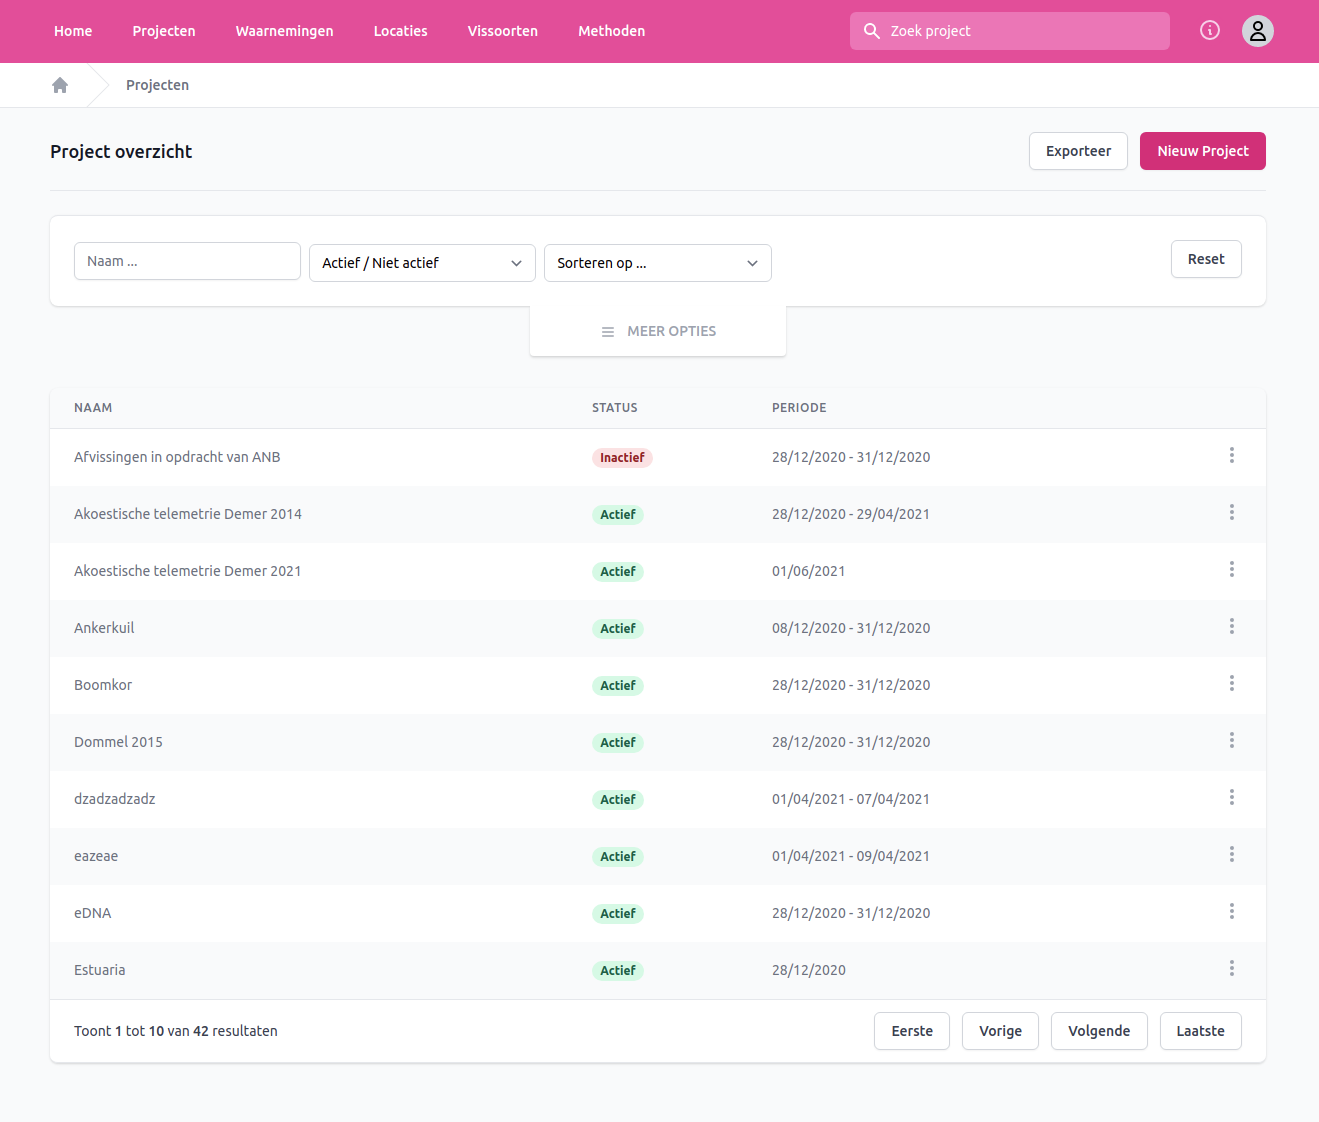 Home Projecten Waarnemingen Locaties Vissoorten Methoden Zoek project
Projecten
Project overzicht Exporteer Nieuw Project
Naam ... Actief / Niet actief Sorteren op ... Reset
MEER OPTIES
NAAM STATUS PERIODE
Afvissingen in opdracht van ANB Inactief 28/12/2020 - 31/12/2020
Akoestische telemetrie Demer 2014 Actief 28/12/2020 - 29/04/2021
Akoestische telemetrie Demer 2021 Actief 01/06/2021
Ankerkuil Actief 08/12/2020 - 31/12/2020
Boomkor Actief 28/12/2020 - 31/12/2020
Dommel 2015 Actief 28/12/2020 - 31/12/2020
dzadzadzadz Actief 01/04/2021 - 07/04/2021
eazeae Actief 01/04/2021 - 09/04/2021
eDNA Actief 28/12/2020 - 31/12/2020
Estuaria Actief 28/12/2020
Toont 1 tot 10 van 42 resultaten Eerste Vorige Volgende Laatste